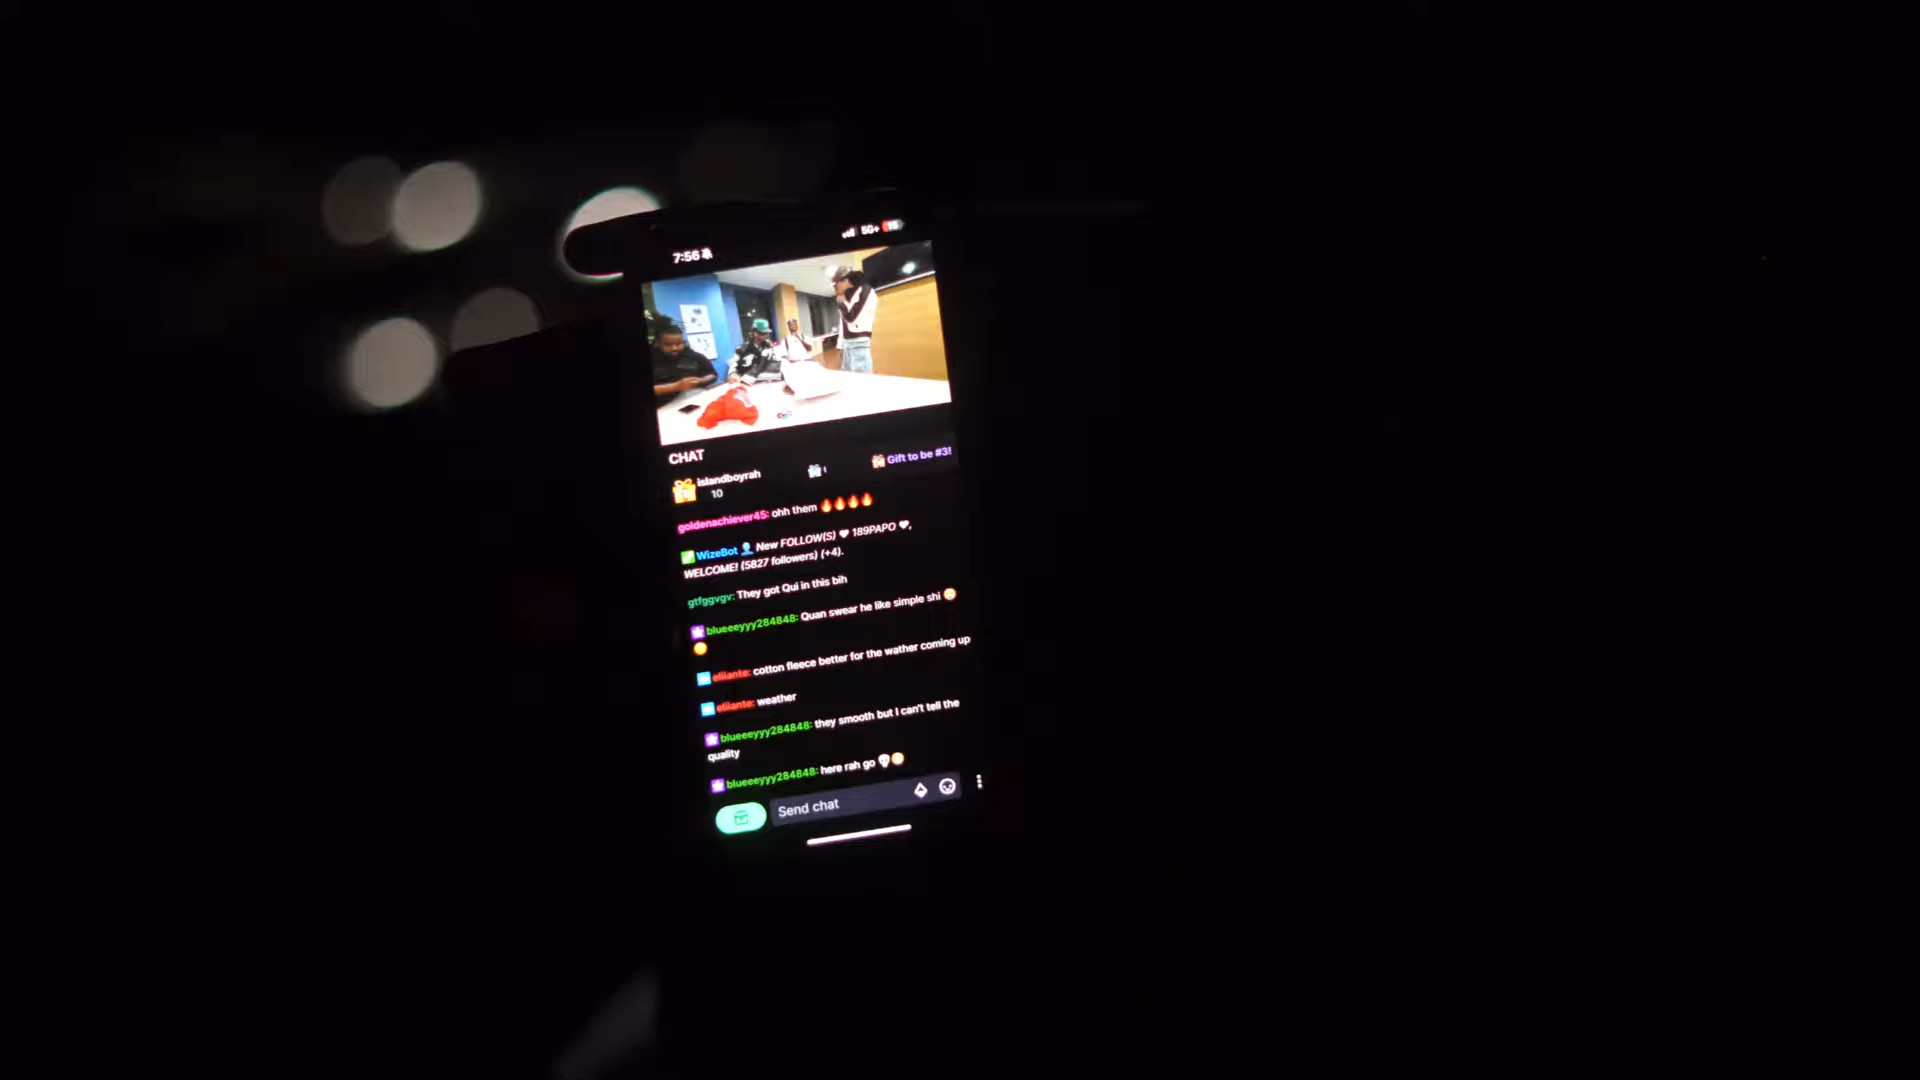 7:56
5G+ 15
CHAT
islandboyrah
10
Gift to be #3!
goldenachiever45: ohh them 🔥🔥🔥🔥
WizeBot 👤 New FOLLOW(S) ♥ 189PAPO ♥,
WELCOME! (5827 followers) (+4).
gtfggvgv: They got Qui in this bih
blueeeyyy284848: Quan swear he like simple shi
eliiante: cotton fleece better for the wather coming up
eliiante: weather
blueeeyyy284848: they smooth but I can't tell the
quality
blueeeyyy284848: here rah go 💀
Send chat